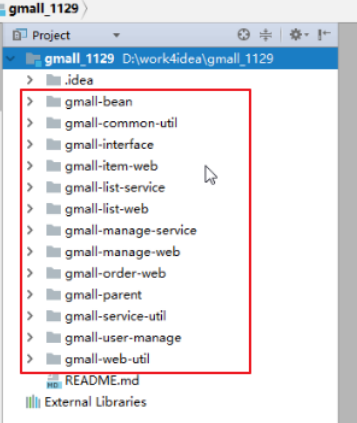 gmall_1129
Project
gmall_1129 D:\work4idea\gmall_1129
.idea
gmall-bean
gmall-common-util
gmall-interface
gmall-item-web
gmall-list-service
gmall-list-web
gmall-manage-service
gmall-manage-web
gmall-order-web
gmall-parent
gmall-service-util
gmall-user-manage
gmall-web-util
README.md
External Libraries